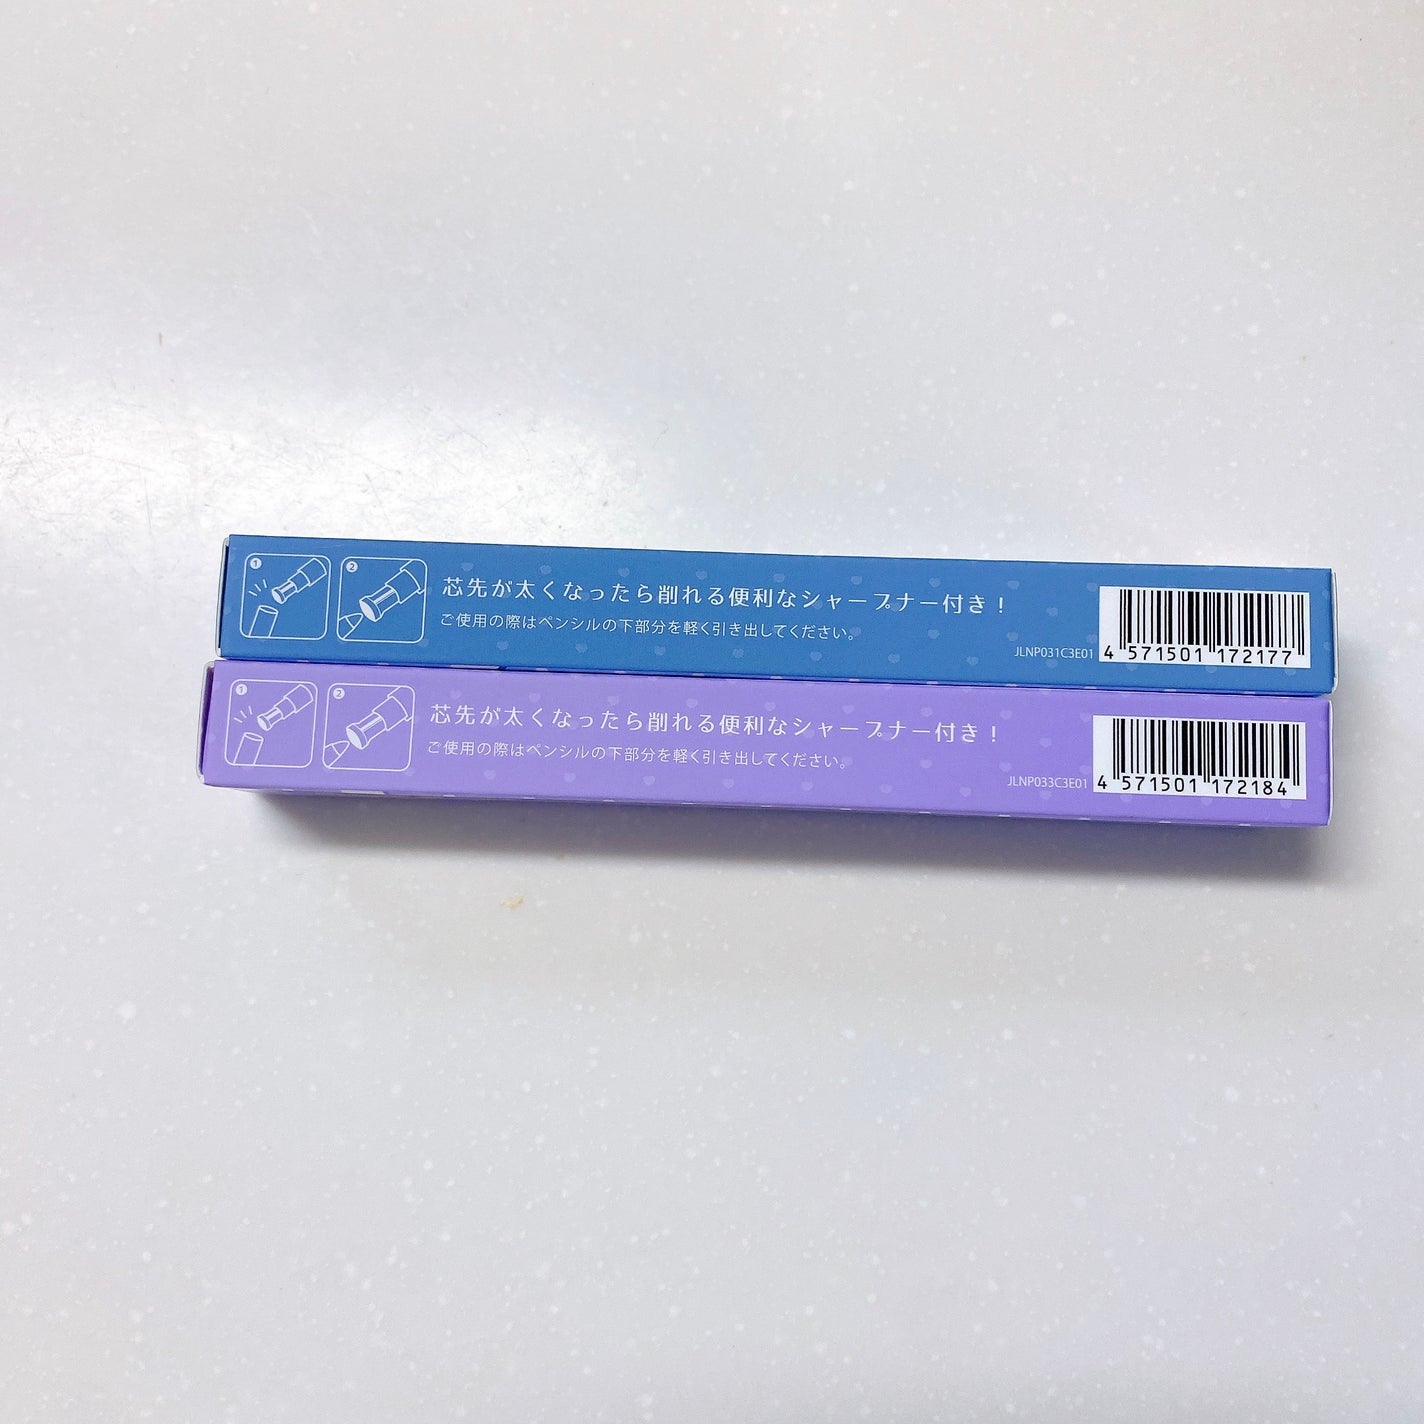 1 2
芯先が太くなったら削れる便利なシャープナー付き！
ご使用の際はペンシルの下部分を軽く引き出してください。
JLNP031C3E01
4 571501 172177
1 2
芯先が太くなったら削れる便利なシャープナー付き！
ご使用の際はペンシルの下部分を軽く引き出してください。
JLNP033C3E01
4 571501 172184